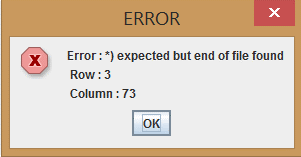 ERROR
x
Error : *) expected but end of file found
Row : 3
Column : 73
OK